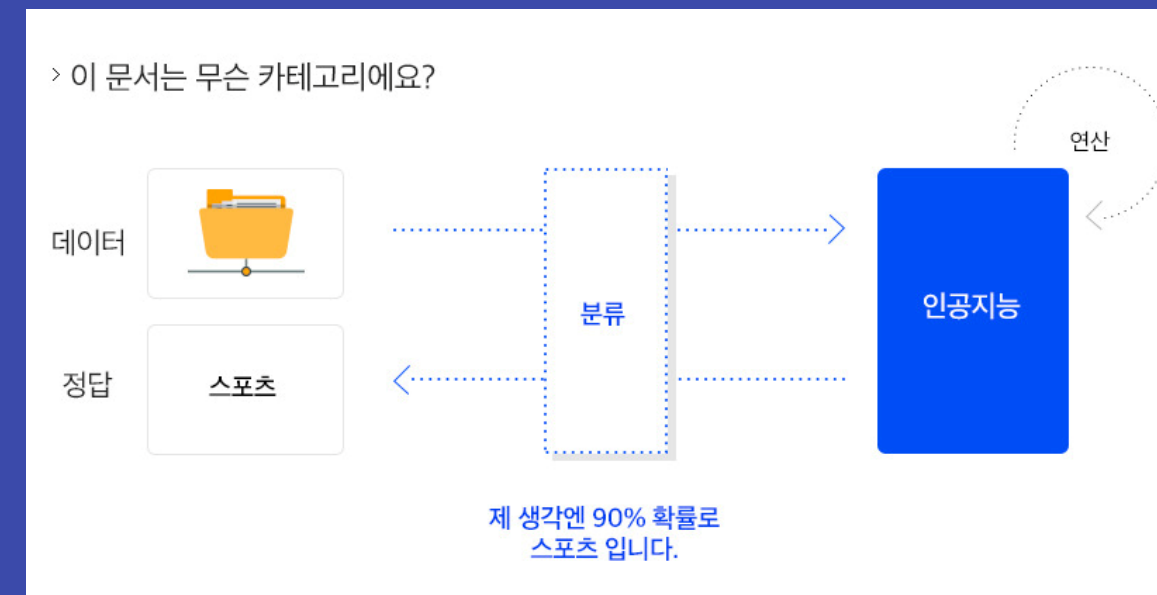 > 이 문서는 무슨 카테고리에요?
연산
데이터
분류
인공지능
정답
스포츠
제 생각엔 90% 확률로
스포츠 입니다.